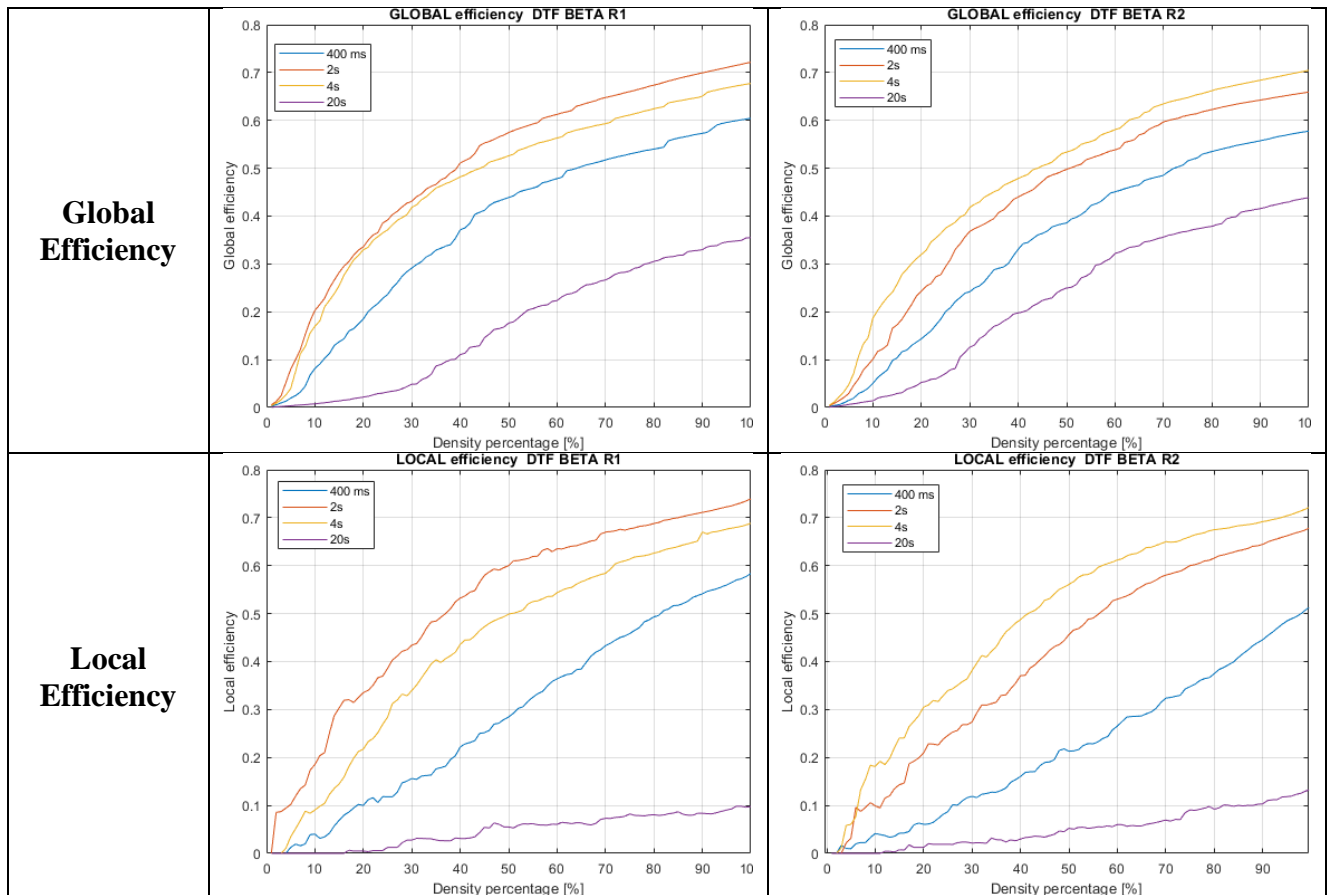 Global
Efficiency
GLOBAL efficiency DTF BETA R1
0.8
0.7
0.6
0.5
0.4
0.3
0.2
0.1
0
Global efficiency
400 ms
2s
4s
20s
0 10 20 30 40 50 60 70 80 90 10
Density percentage [%]
GLOBAL efficiency DTF BETA R2
0.8
0.7
0.6
0.5
0.4
0.3
0.2
0.1
0
Global efficiency
400 ms
2s
4s
20s
0 10 20 30 40 50 60 70 80 90 10
Density percentage [%]
Local
Efficiency
LOCAL efficiency DTF BETA R1
0.8
0.7
0.6
0.5
0.4
0.3
0.2
0.1
0
Local efficiency
400 ms
2s
4s
20s
0 10 20 30 40 50 60 70 80 90 10
Density percentage [%]
LOCAL efficiency DTF BETA R2
0.8
0.7
0.6
0.5
0.4
0.3
0.2
0.1
0
Local efficiency
400 ms
2s
4s
20s
0 10 20 30 40 50 60 70 80 90
Density percentage [%]